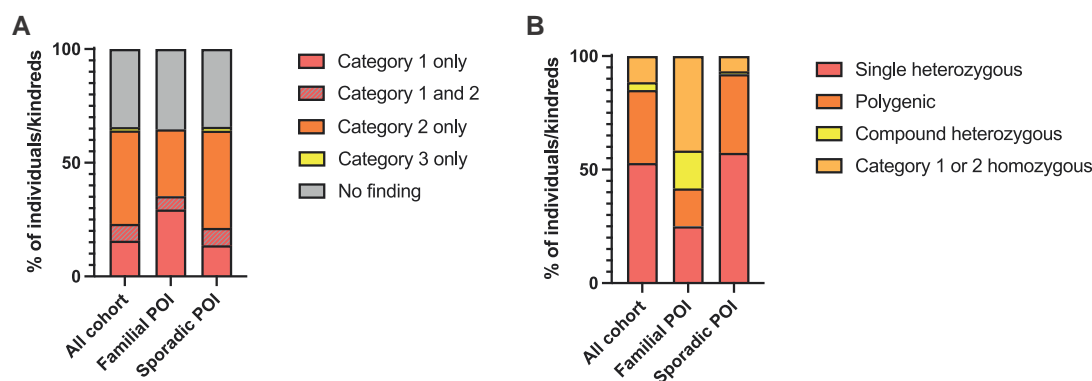 A
% of individuals/kindreds
100
50
0
All cohort
Familial POI
Sporadic POI
Category 1 only
Category 1 and 2
Category 2 only
Category 3 only
No finding
B
% of individuals/kindreds
100
50
0
All cohort
Familial POI
Sporadic POI
Single heterozygous
Polygenic
Compound heterozygous
Category 1 or 2 homozygous